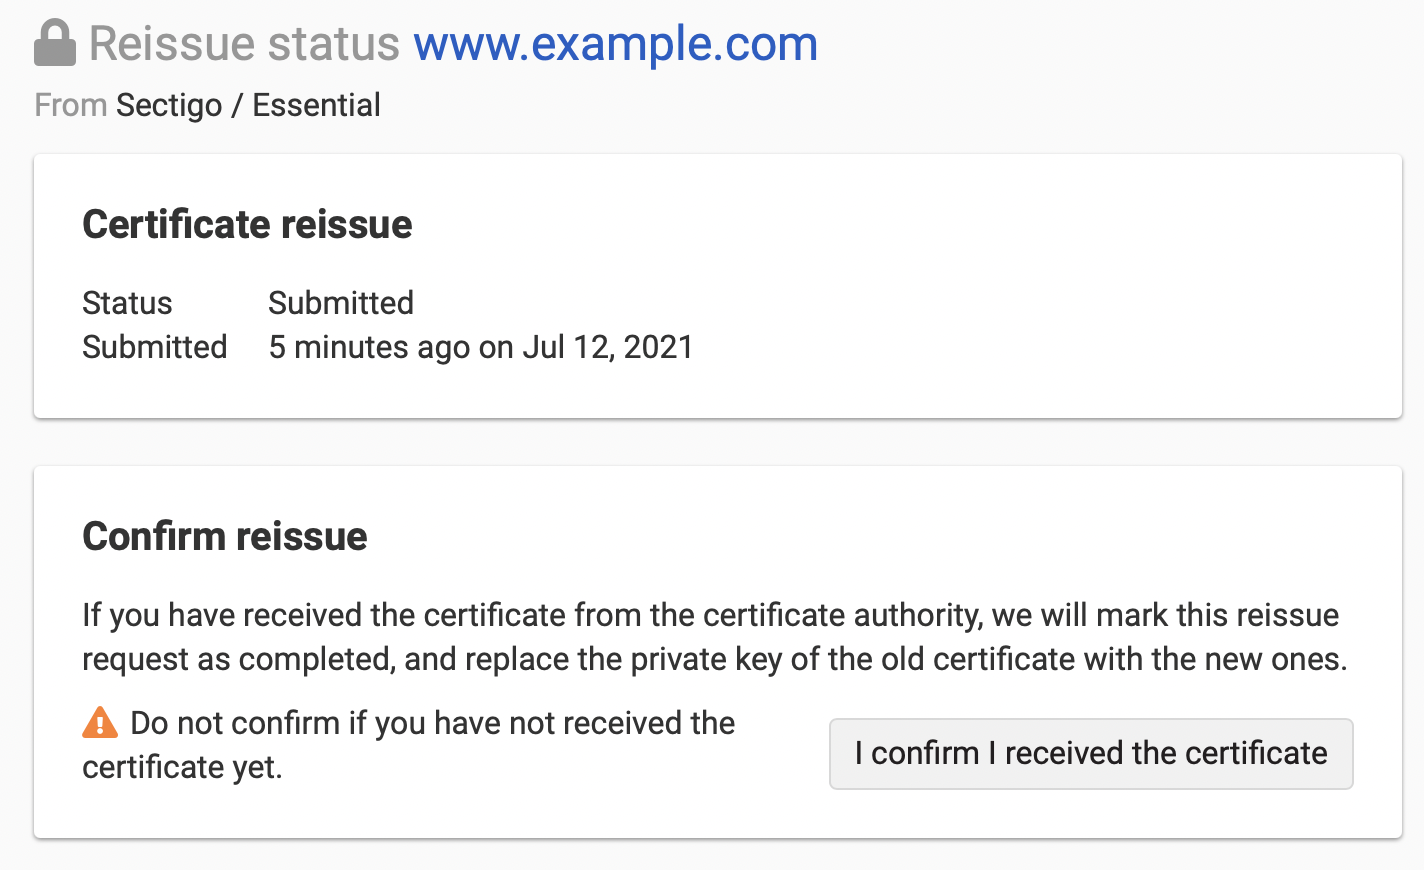 Reissue status www.example.com
From Sectigo / Essential
Certificate reissue
Status Submitted
Submitted 5 minutes ago on Jul 12, 2021
Confirm reissue
If you have received the certificate from the certificate authority, we will mark this reissue
request as completed, and replace the private key of the old certificate with the new ones.
Do not confirm if you have not received the
certificate yet.
I confirm I received the certificate